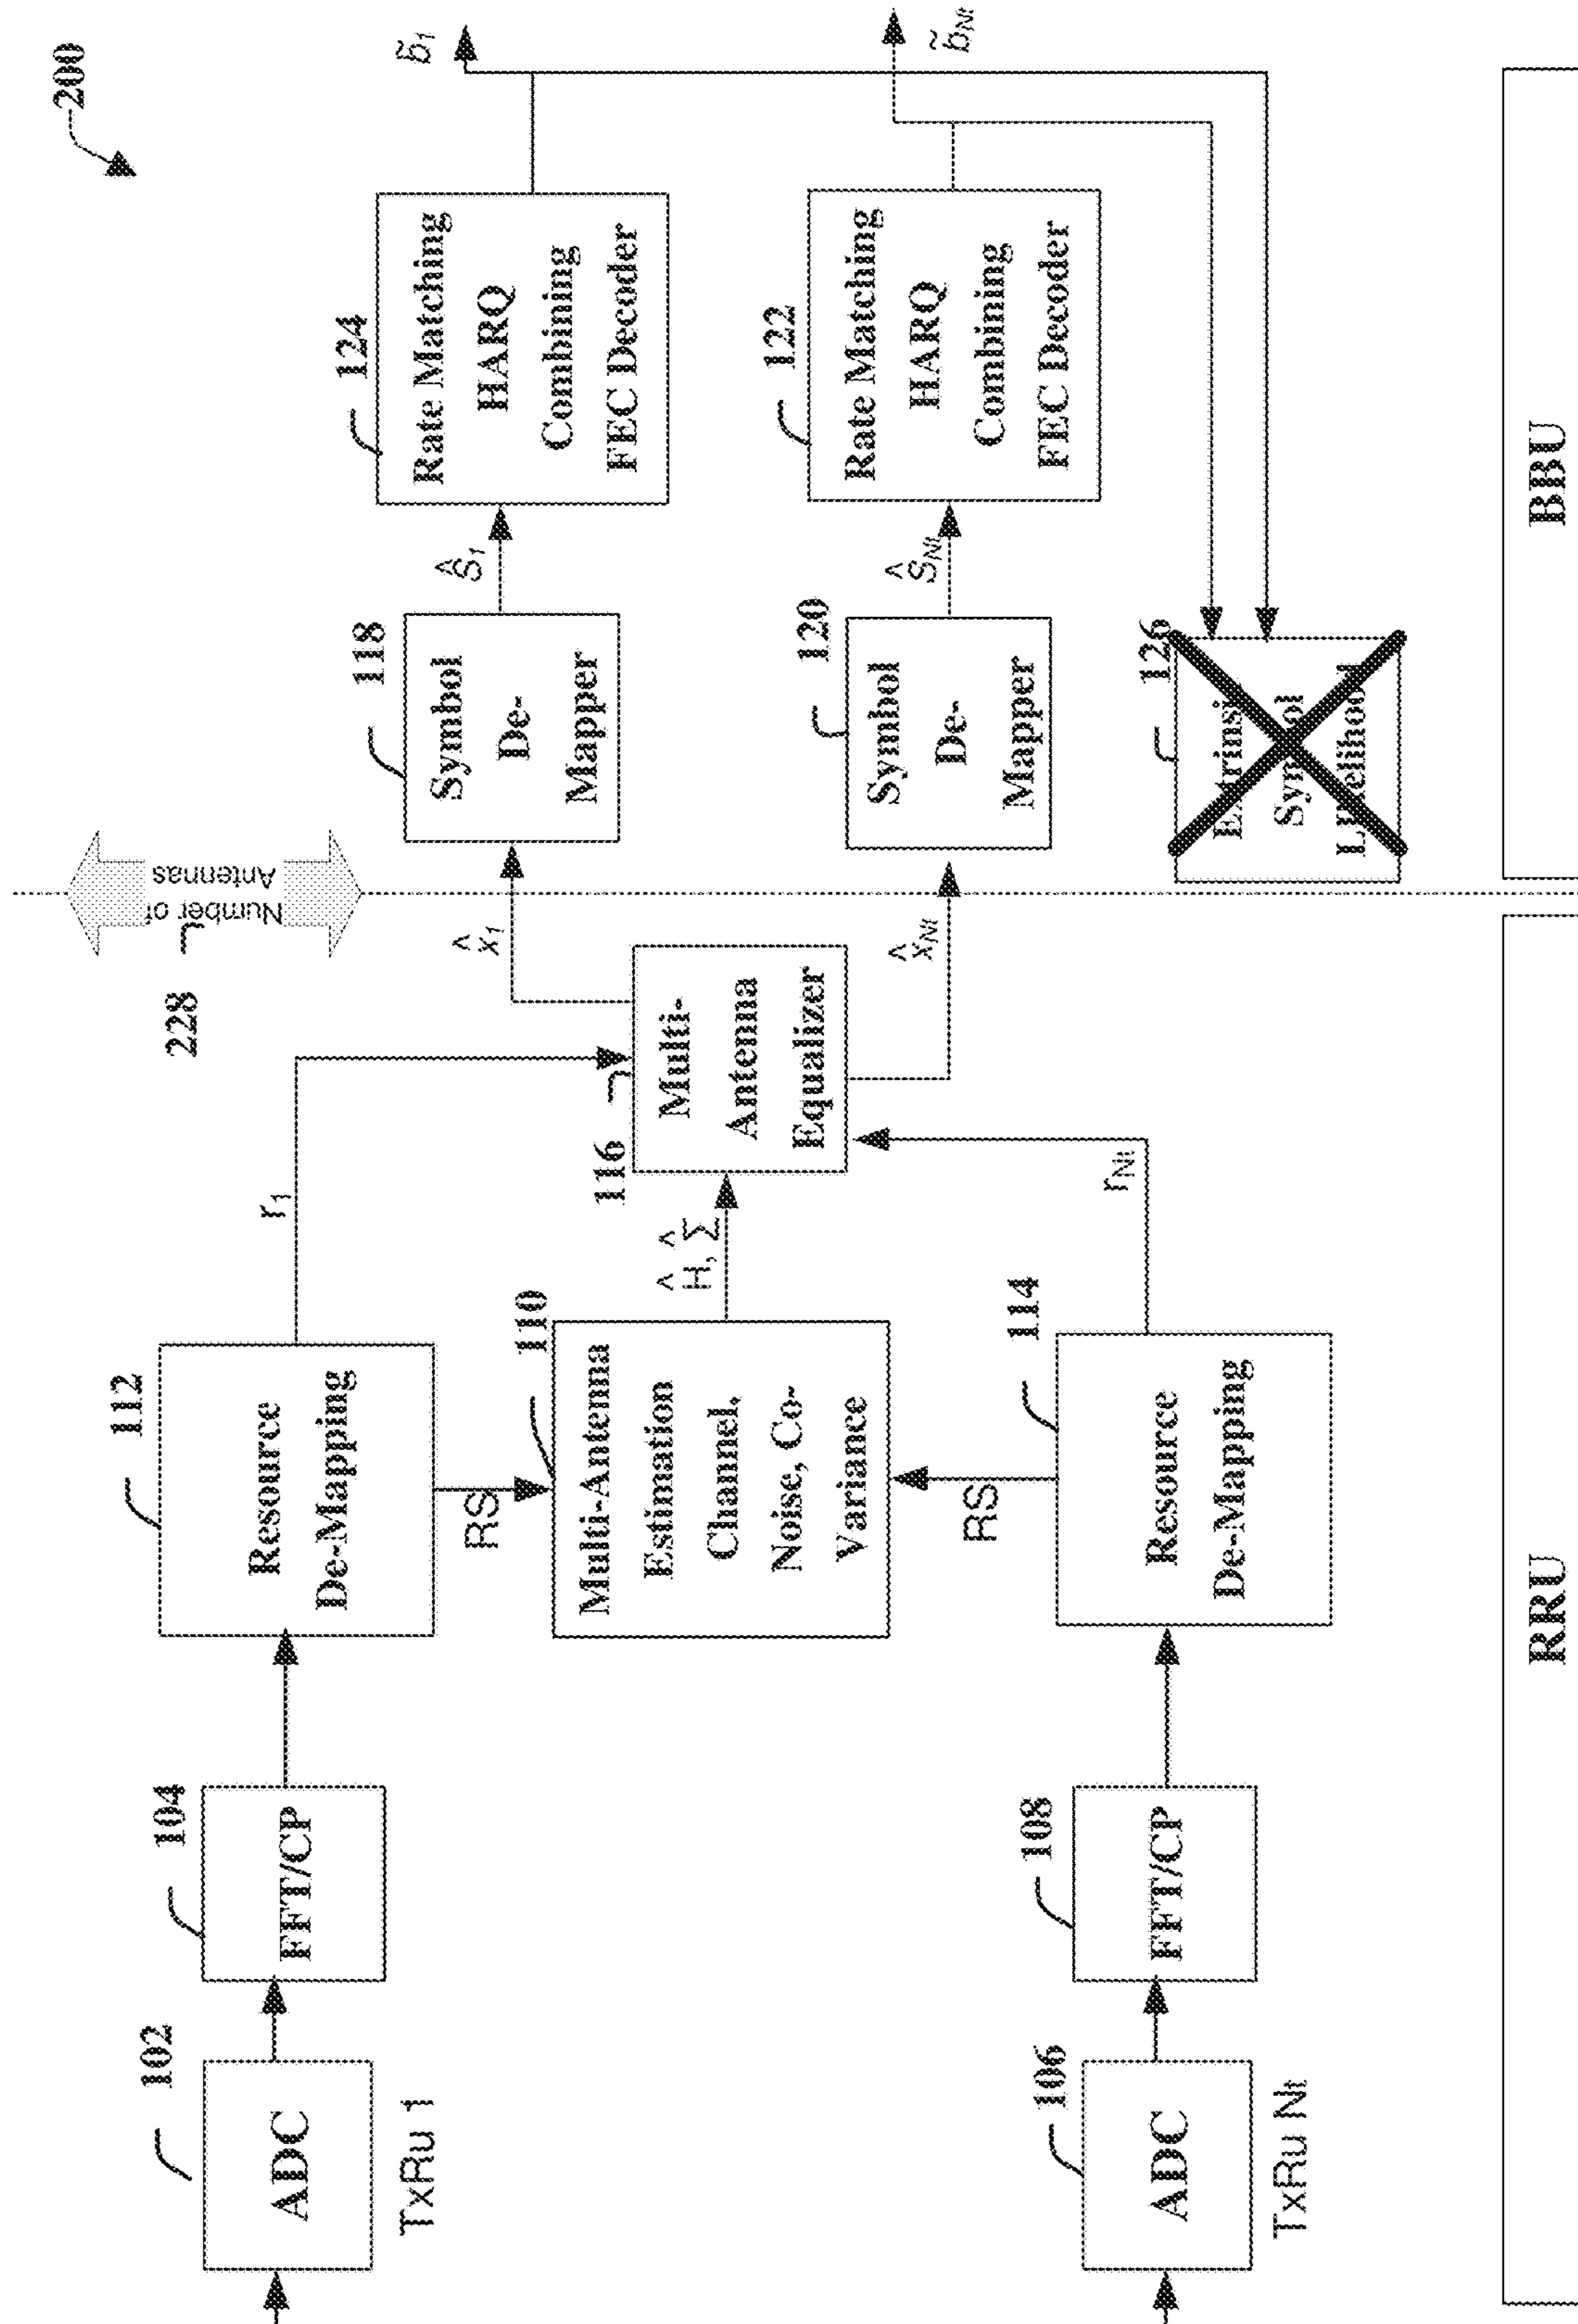 200
228
Number of
Antennas
102
ADC
TxRu 1
104
FFT/CP
112
Resource
De-Mapping
r1
RS
110
Multi-Antenna
Estimation
Channel,
Noise, Co-
Variance
Ĥ, Σ̂
RS
116
Multi-
Antenna
Equalizer
x̂1
x̂Nt
118
Symbol
De-
Mapper
ŝ1
124
Rate Matching
HARQ
Combining
FEC Decoder
b̃1
120
Symbol
De-
Mapper
ŝNt
122
Rate Matching
HARQ
Combining
FEC Decoder
b̃Nt
126
Extrinsic
Symbol
Likelihood
106
ADC
TxRu Nt
108
FFT/CP
114
Resource
De-Mapping
rNt
RRU
BBU